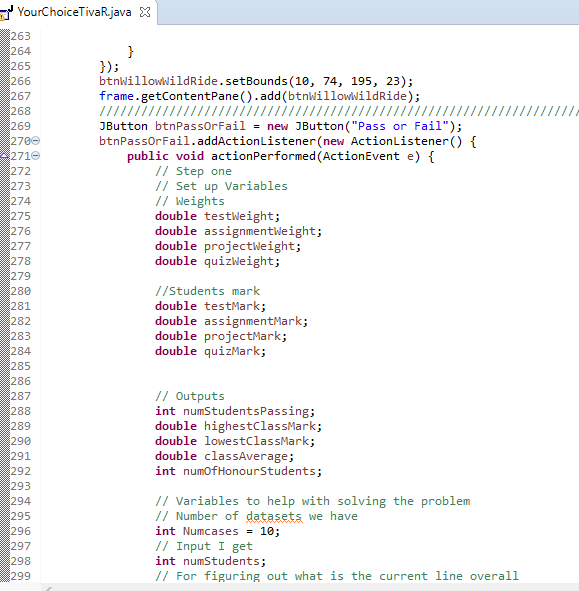 YourChoiceTivaR.java
263
264 }
265 });
266 btnWillowWildRide.setBounds(10, 74, 195, 23);
267 frame.getContentPane().add(btnWillowWildRide);
268 ////////////////////////////////////////////////////////////////////
269 JButton btnPassOrFail = new JButton("Pass or Fail");
270 btnPassOrFail.addActionListener(new ActionListener() {
271 public void actionPerformed(ActionEvent e) {
272 // Step one
273 // Set up Variables
274 // Weights
275 double testWeight;
276 double assignmentWeight;
277 double projectWeight;
278 double quizWeight;
279
280 //Students mark
281 double testMark;
282 double assignmentMark;
283 double projectMark;
284 double quizMark;
285
286
287 // Outputs
288 int numStudentsPassing;
289 double highestClassMark;
290 double lowestClassMark;
291 double classAverage;
292 int numOfHonourStudents;
293
294 // Variables to help with solving the problem
295 // Number of datasets we have
296 int Numcases = 10;
297 // Input I get
298 int numStudents;
299 // For figuring out what is the current line overall